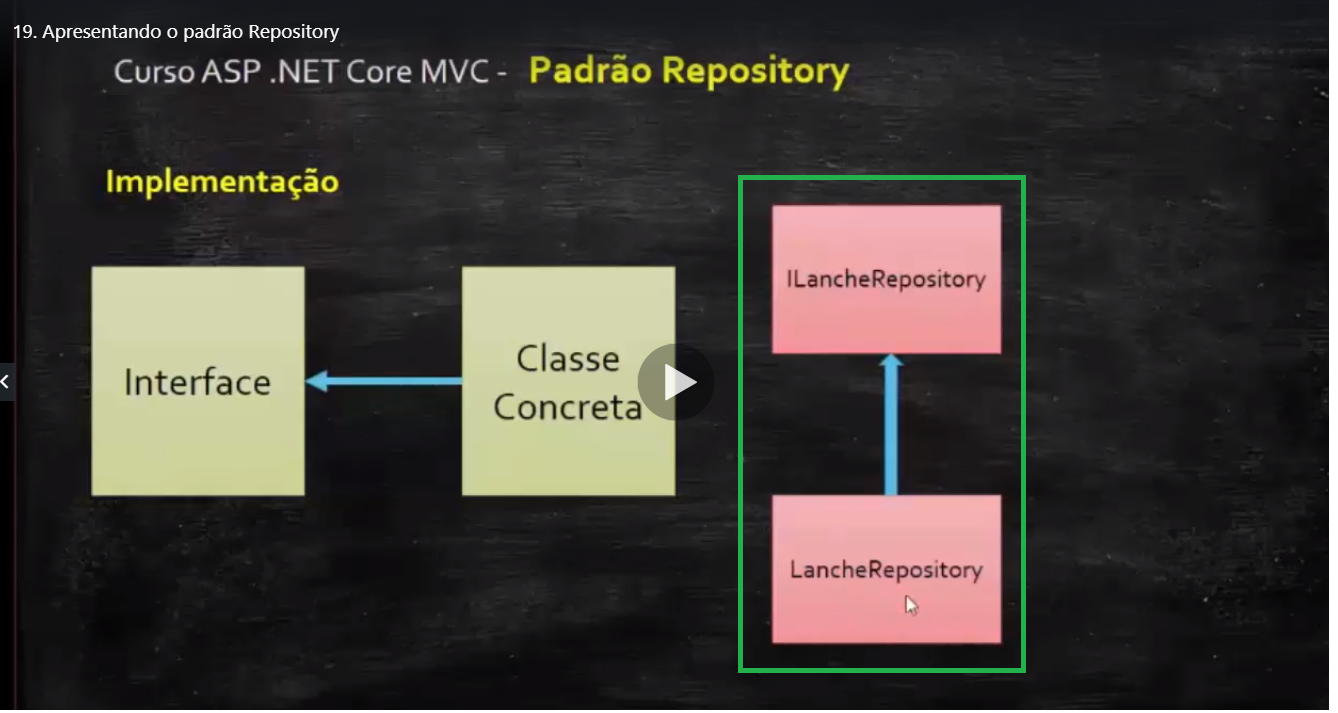 19. Apresentando o padrão Repository
Curso ASP .NET Core MVC - Padrão Repository
Implementação
Interface
Classe
Concreta
ILancheRepository
LancheRepository